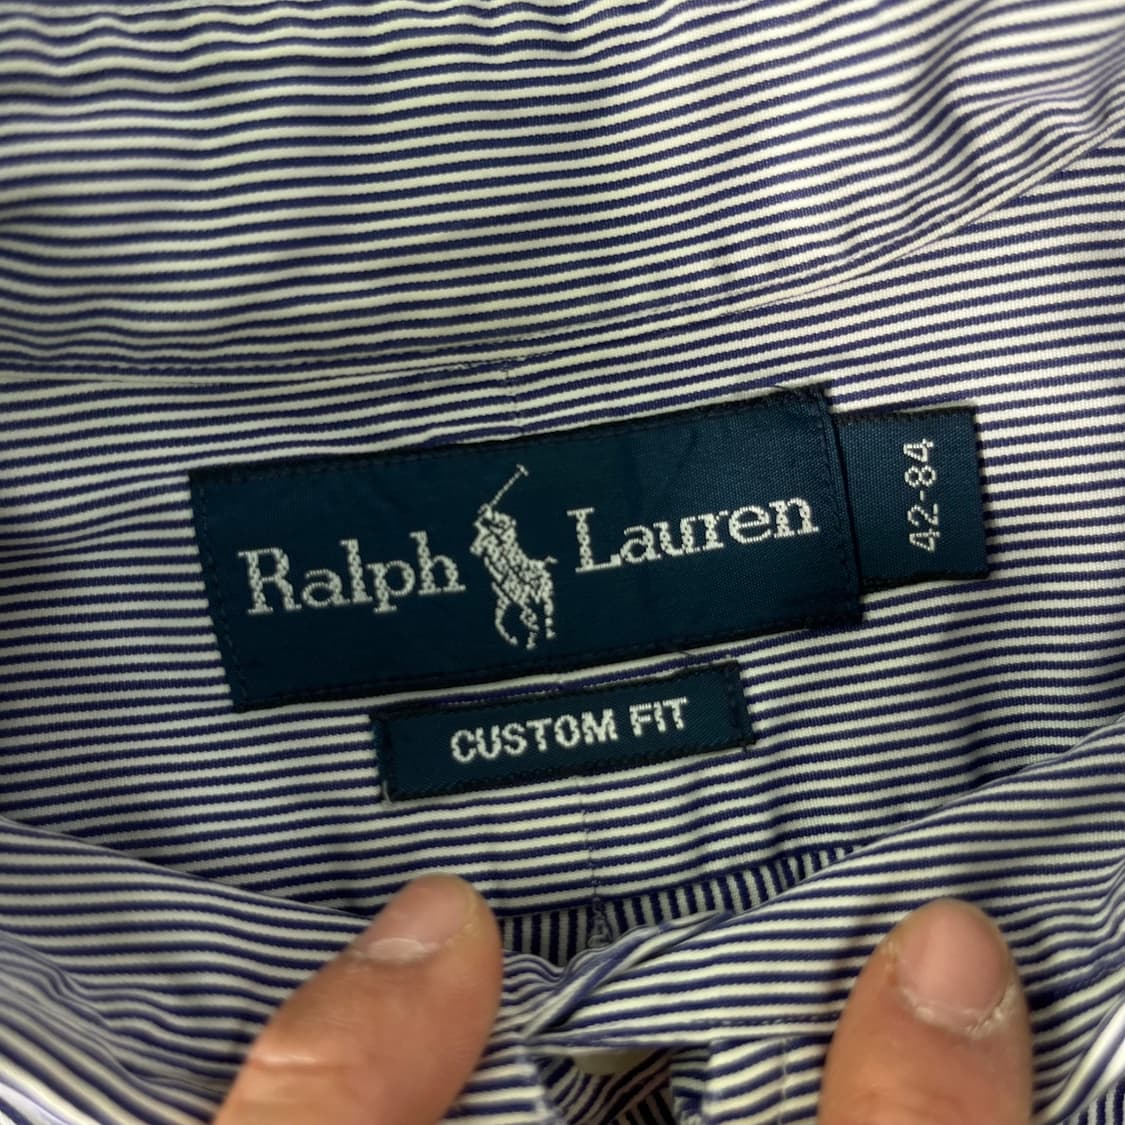 Ralph Lauren
42-84
CUSTOM FIT